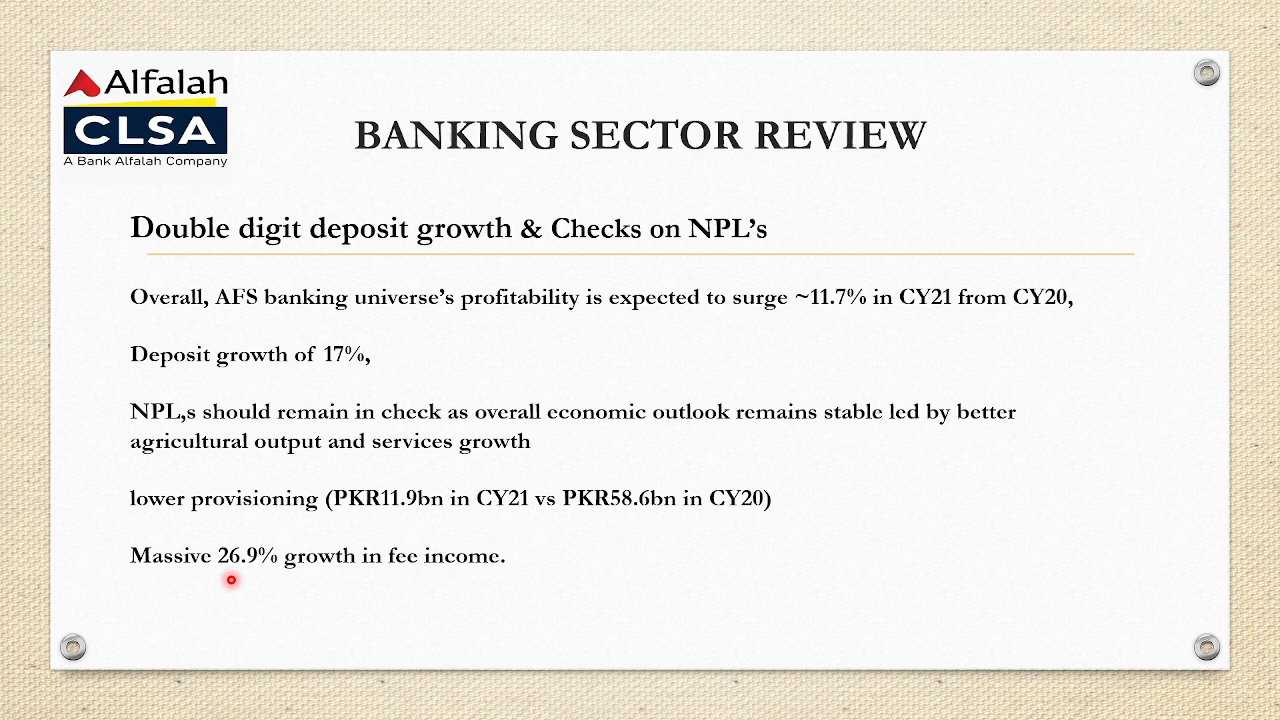 Alfalah
CLSA
A Bank Alfalah Company
BANKING SECTOR REVIEW
Double digit deposit growth & Checks on NPL’s
Overall, AFS banking universe’s profitability is expected to surge ~11.7% in CY21 from CY20,
Deposit growth of 17%,
NPL,s should remain in check as overall economic outlook remains stable led by better
agricultural output and services growth
lower provisioning (PKR11.9bn in CY21 vs PKR58.6bn in CY20)
Massive 26.9% growth in fee income.